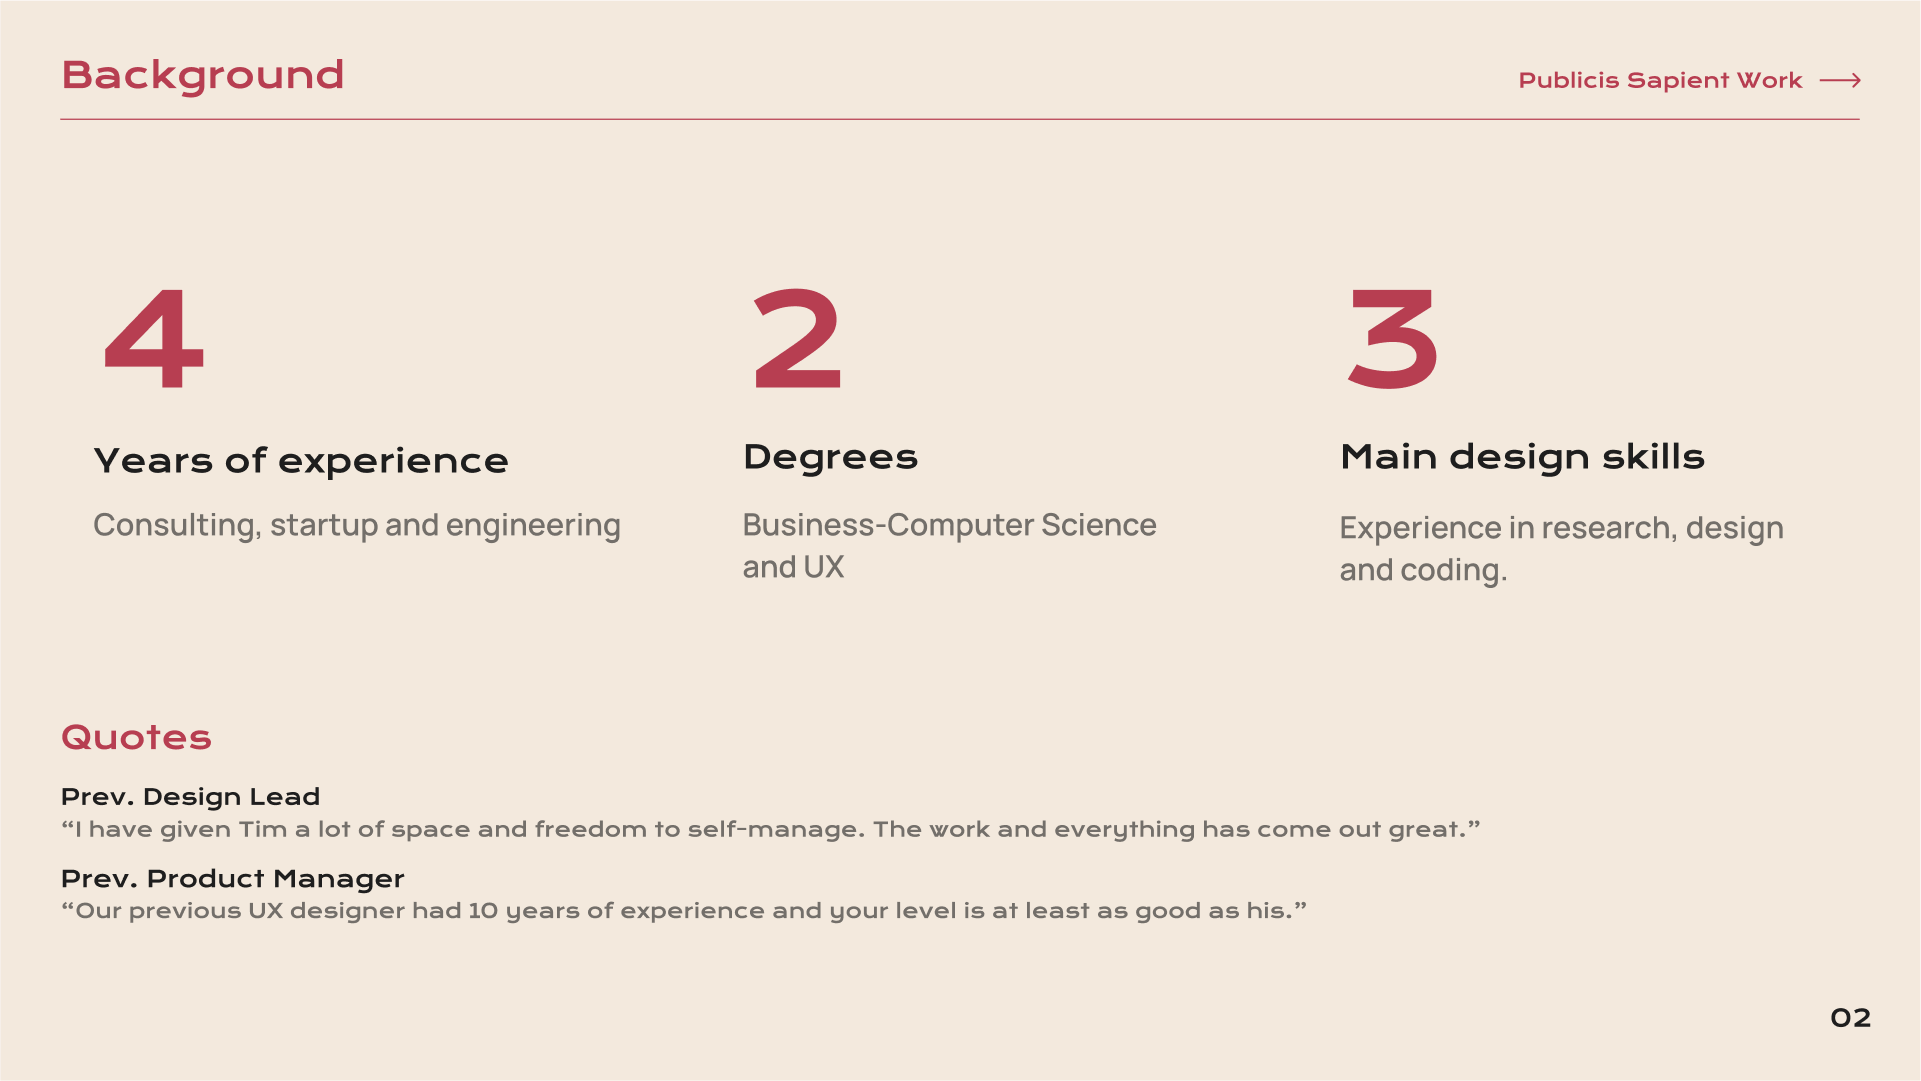 Background
Publicis Sapient Work
4
Years of experience
Consulting, startup and engineering
2
Degrees
Business-Computer Science
and UX
3
Main design skills
Experience in research, design
and coding.
Quotes
Prev. Design Lead
“I have given Tim a lot of space and freedom to self-manage. The work and everything has come out great.”
Prev. Product Manager
“Our previous UX designer had 10 years of experience and your level is at least as good as his.”
02